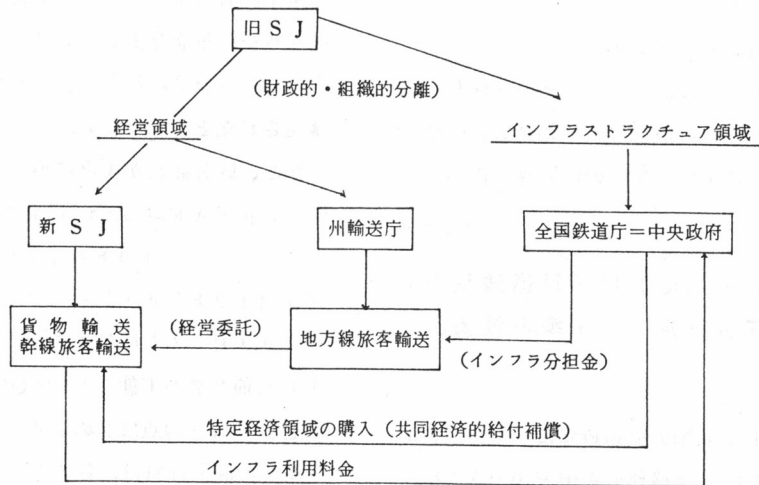 旧SJ
(財政的・組織的分離)
経営領域
インフラストラクチュア領域
新SJ
州輸送庁
全国鉄道庁=中央政府
貨物輸送
幹線旅客輸送
(経営委託)
地方線旅客輸送
(インフラ分担金)
特定経済領域の購入(共同経済的給付補償)
インフラ利用料金